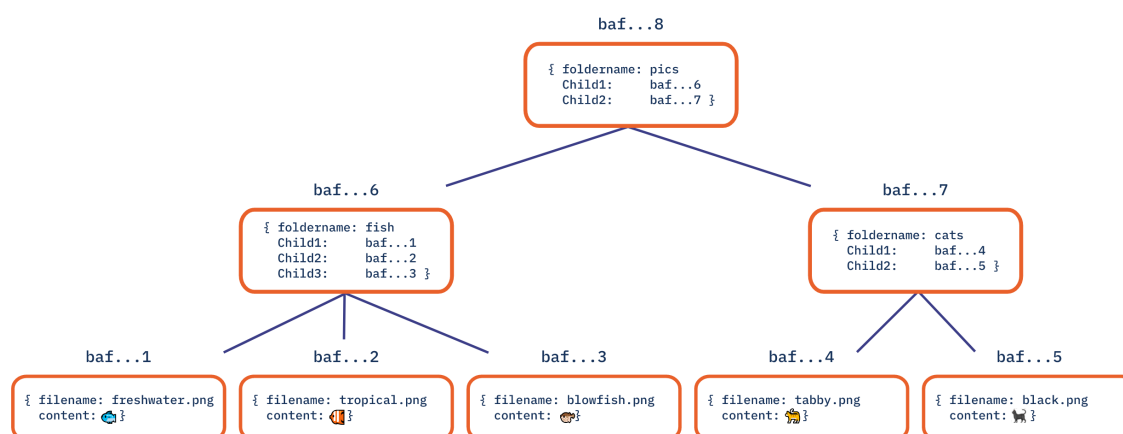 baf...8
{ foldername: pics
Child1: baf...6
Child2: baf...7 }
baf...6
baf...7
{ foldername: fish
Child1: baf...1
Child2: baf...2
Child3: baf...3 }
{ foldername: cats
Child1: baf...4
Child2: baf...5 }
baf...1
baf...2
baf...3
baf...4
baf...5
{ filename: freshwater.png
content: }
{ filename: tropical.png
content: }
{ filename: blowfish.png
content: }
{ filename: tabby.png
content: }
{ filename: black.png
content: }